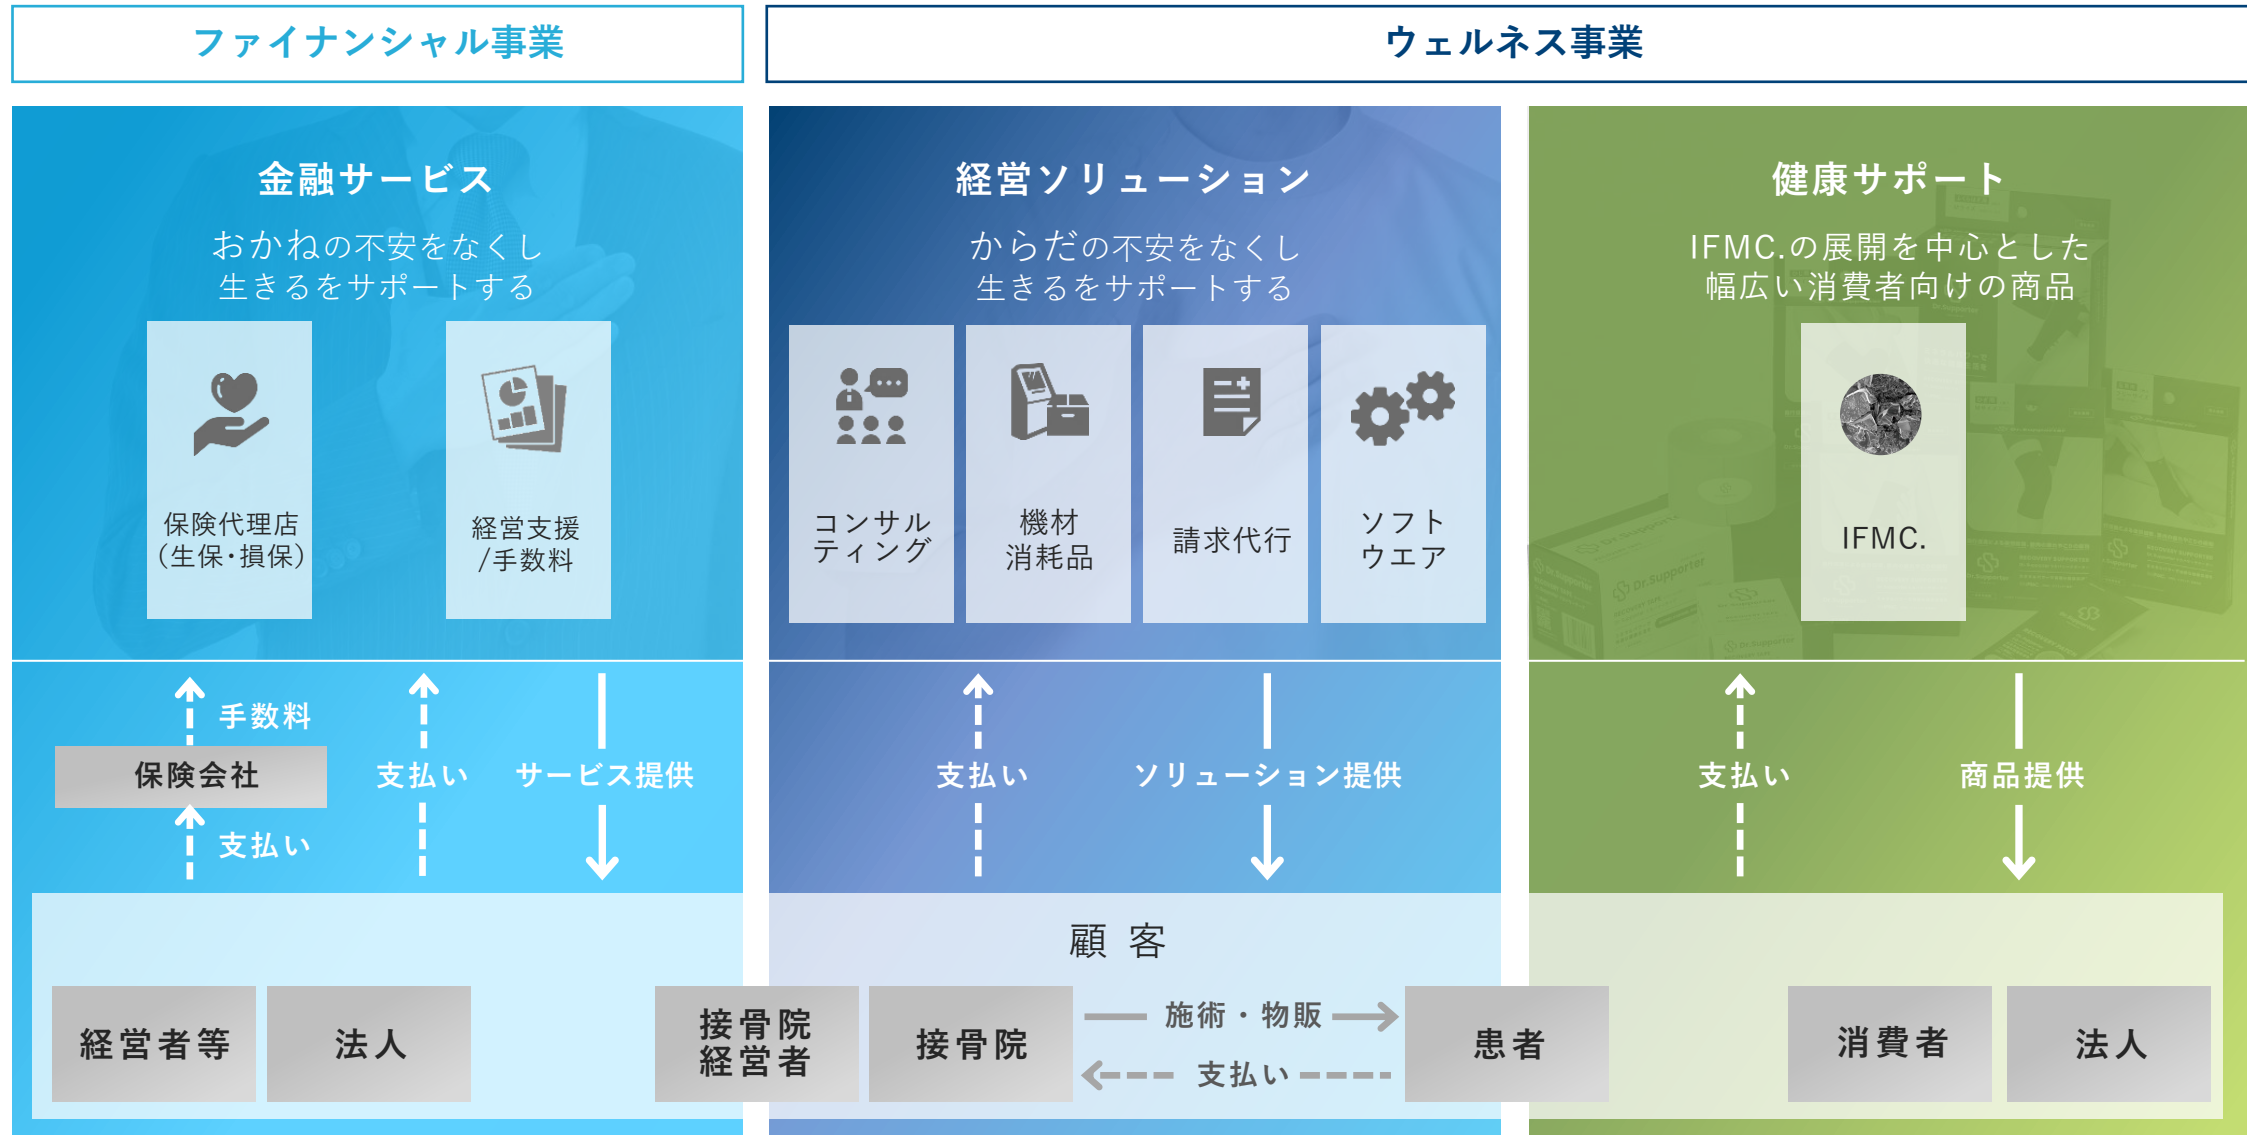 ファイナンシャル事業
ウェルネス事業
金融サービス
おかねの不安をなくし
生きるをサポートする
保険代理店
(生保・損保)
経営支援
/手数料
経営ソリューション
からだの不安をなくし
生きるをサポートする
コンサル
ティング
機材
消耗品
請求代行
ソフト
ウエア
健康サポート
IFMC.の展開を中心とした
幅広い消費者向けの商品
IFMC.
Dr.Supporter
手数料
保険会社
支払い
支払い
サービス提供
支払い
ソリューション提供
支払い
商品提供
顧客
経営者等
法人
接骨院
経営者
接骨院
施術・物販
支払い
患者
消費者
法人